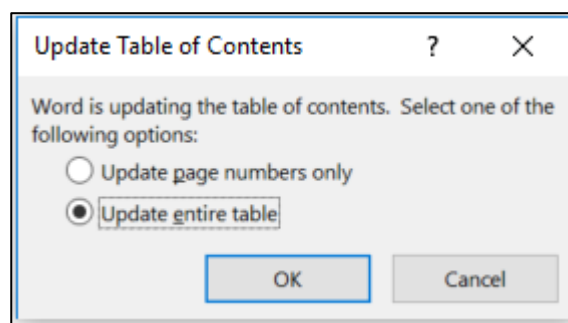 Update Table of Contents ? ×
Word is updating the table of contents. Select one of the
following options:
Update page numbers only
Update entire table
OK Cancel